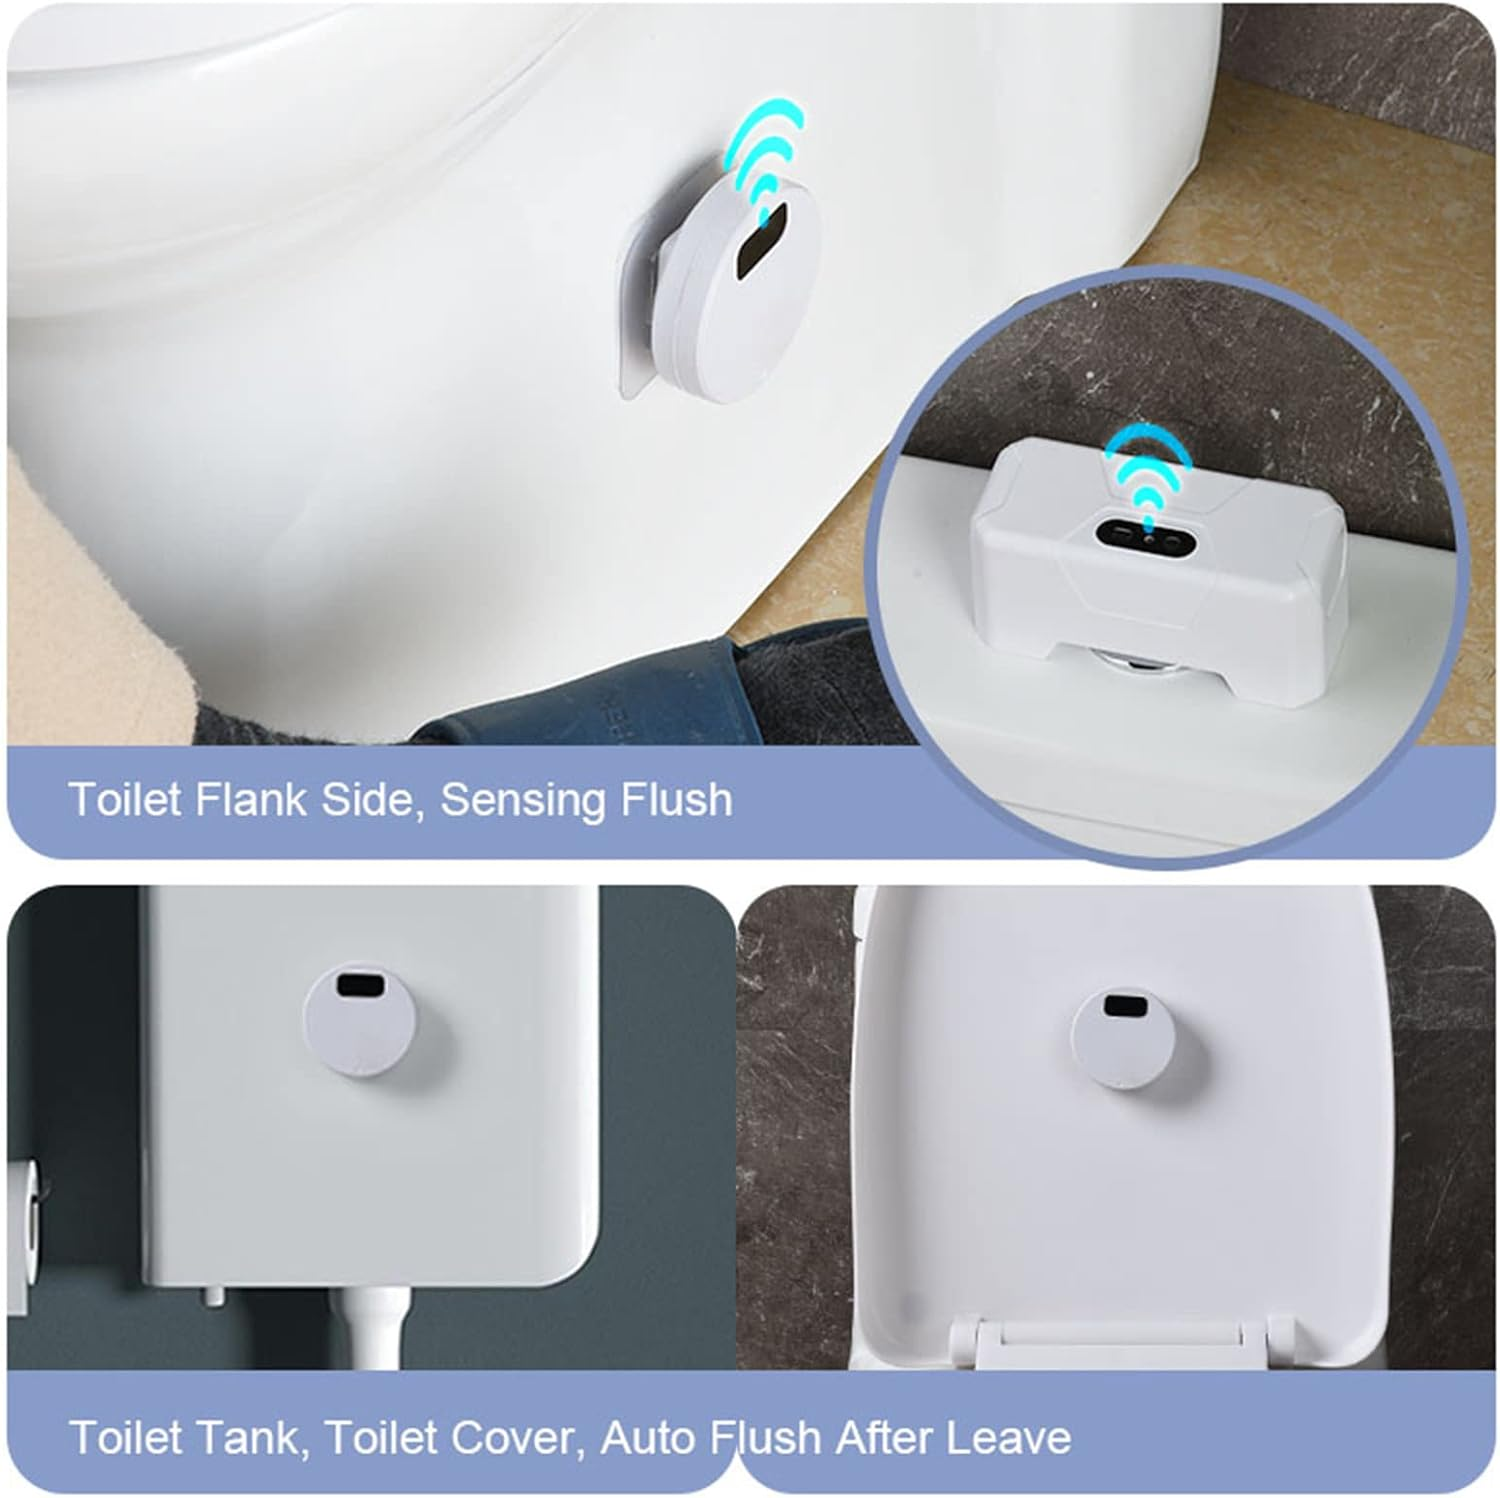 Toilet Flank Side, Sensing Flush
Toilet Tank, Toilet Cover, Auto Flush After Leave